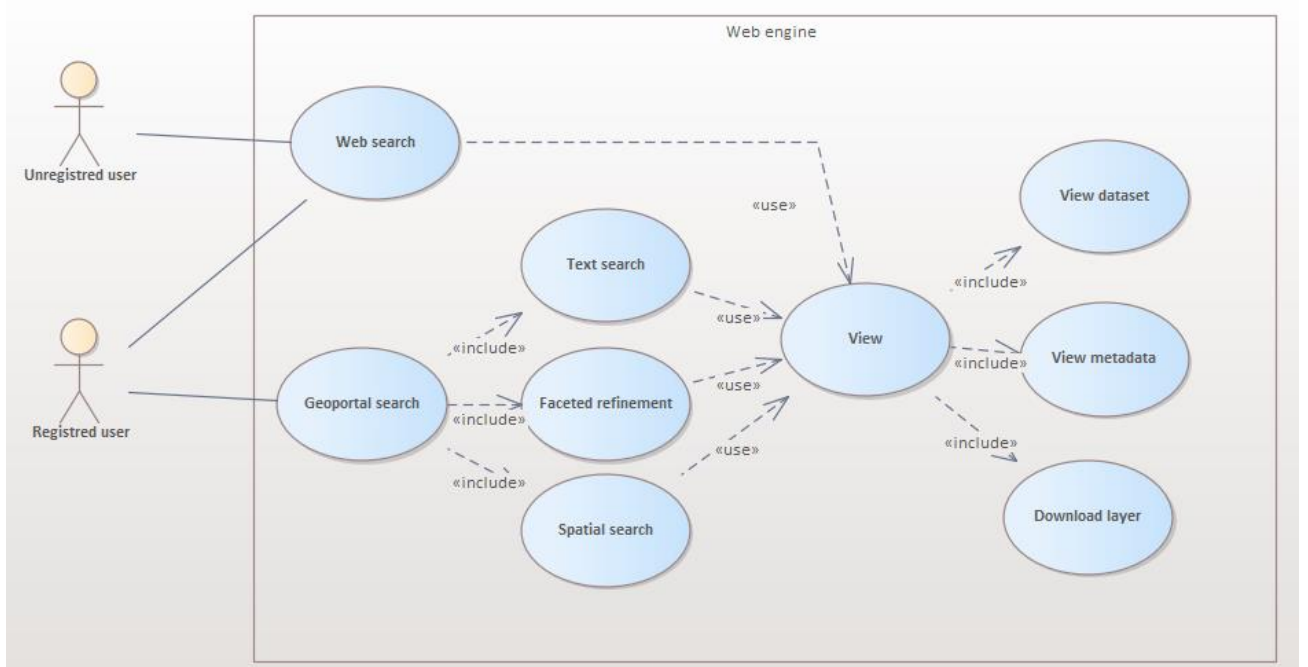 Web engine
Web search
Unregistred user
«use»
View dataset
Text search
«include»
«use»
View
«include»
View metadata
«include»
Registred user
Geoportal search
«include»
Faceted refinement
«use»
«include»
«use»
«include»
Spatial search
Download layer